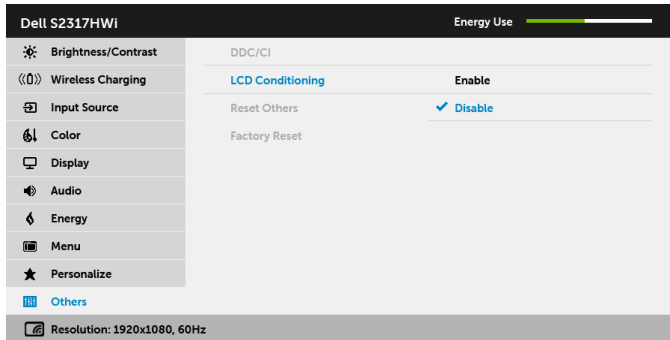 Dell S2317HWi
Energy Use
Brightness/Contrast
DDC/CI
Wireless Charging
LCD Conditioning
Enable
Input Source
Reset Others
Disable
Color
Factory Reset
Display
Audio
Energy
Menu
Personalize
Others
Resolution: 1920x1080, 60Hz